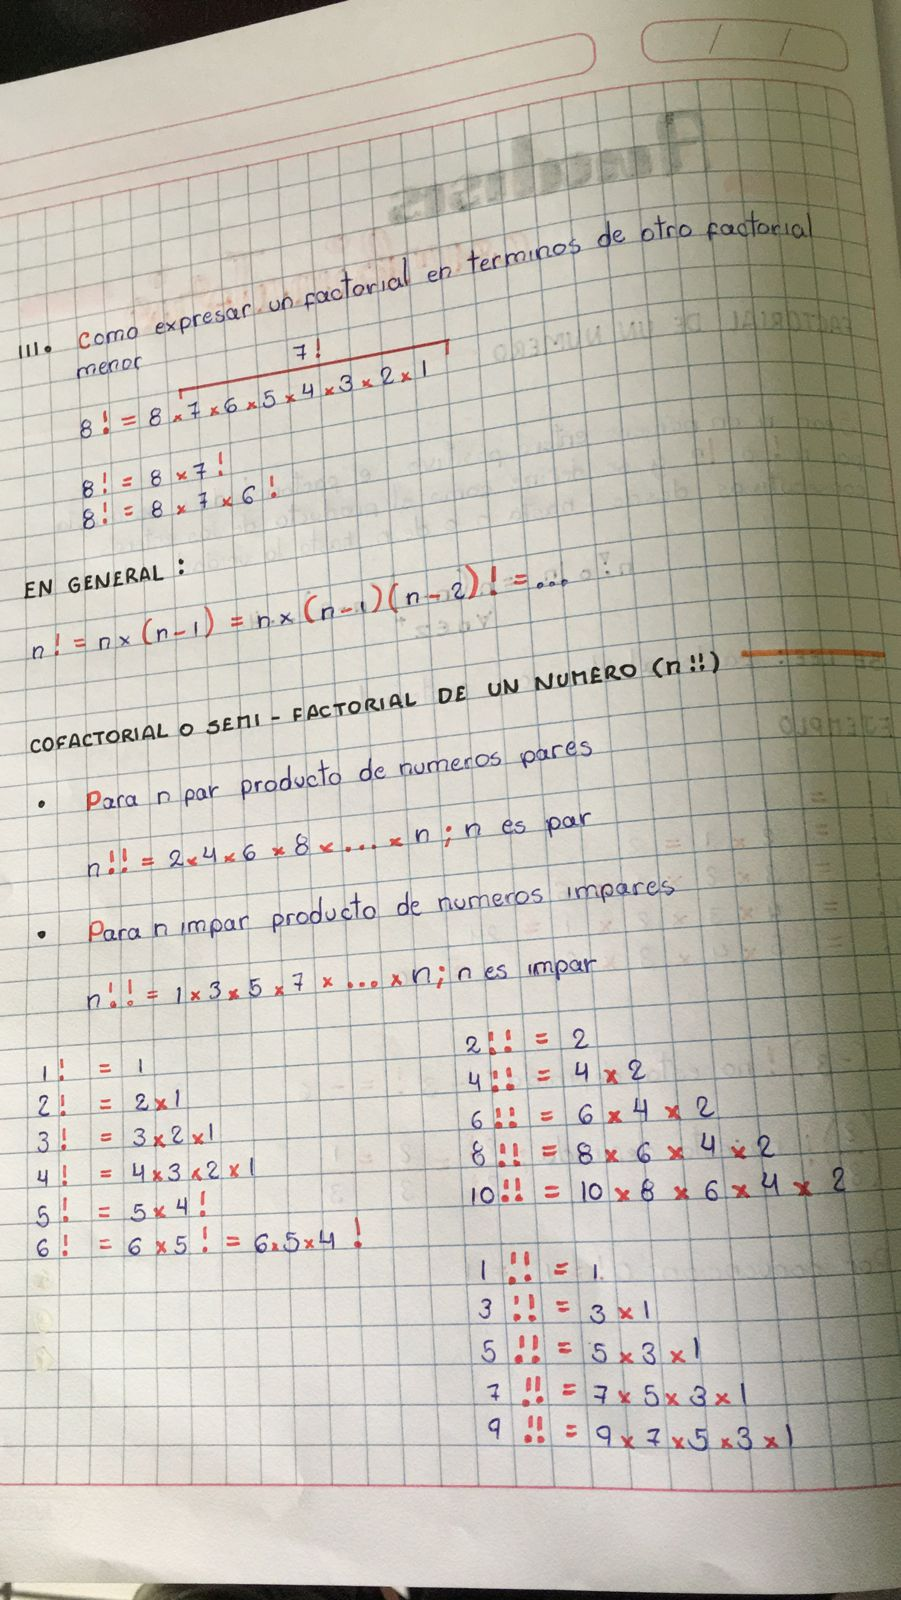 III. Como expresar un factorial en terminos de otro factorial
menor
7!
8! = 8 x 7 x 6 x 5 x 4 x 3 x 2 x 1
8! = 8 x 7!
8! = 8 x 7 x 6!
EN GENERAL:
n! = n x (n-1) = n x (n-1)(n-2)! = ...
COFACTORIAL O SEMI-FACTORIAL DE UN NUMERO (n!!)
• Para n par producto de numeros pares
n!! = 2 x 4 x 6 x 8 x ... x n; n es par
• Para n impar producto de numeros impares
n!! = 1 x 3 x 5 x 7 x ... x n; n es impar
1! = 1
2! = 2 x 1
3! = 3 x 2 x 1
4! = 4 x 3 x 2 x 1
5! = 5 x 4!
6! = 6 x 5! = 6 x 5 x 4!
2!! = 2
4!! = 4 x 2
6!! = 6 x 4 x 2
8!! = 8 x 6 x 4 x 2
10!! = 10 x 8 x 6 x 4 x 2
1!! = 1
3!! = 3 x 1
5!! = 5 x 3 x 1
7!! = 7 x 5 x 3 x 1
9!! = 9 x 7 x 5 x 3 x 1